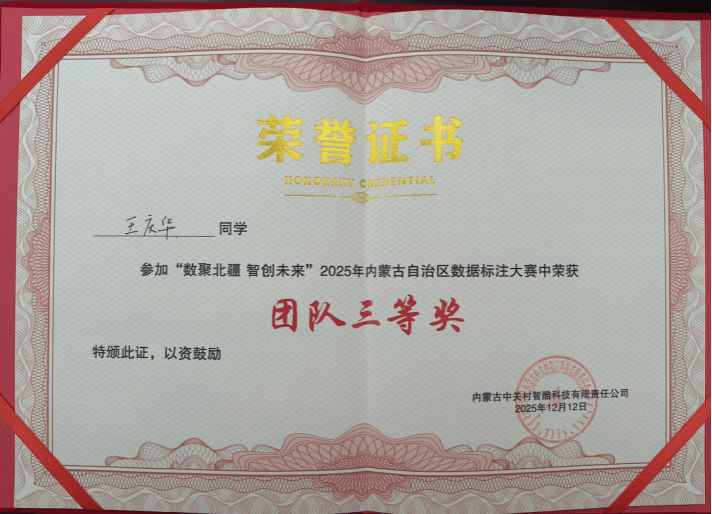 荣誉证书
HONORARY CREDENTIAL
王庆华 同学
参加“数聚北疆 智创未来”2025年内蒙古自治区数据标注大赛中荣获
团队三等奖
特颁此证，以资鼓励
内蒙古中关村智酷科技有限责任公司
2025年12月12日